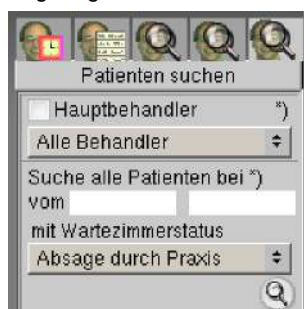 Patienten suchen
Hauptbehandler *)
Alle Behandler
Suche alle Patienten bei *)
vom
mit Wartezimmerstatus
Absage durch Praxis